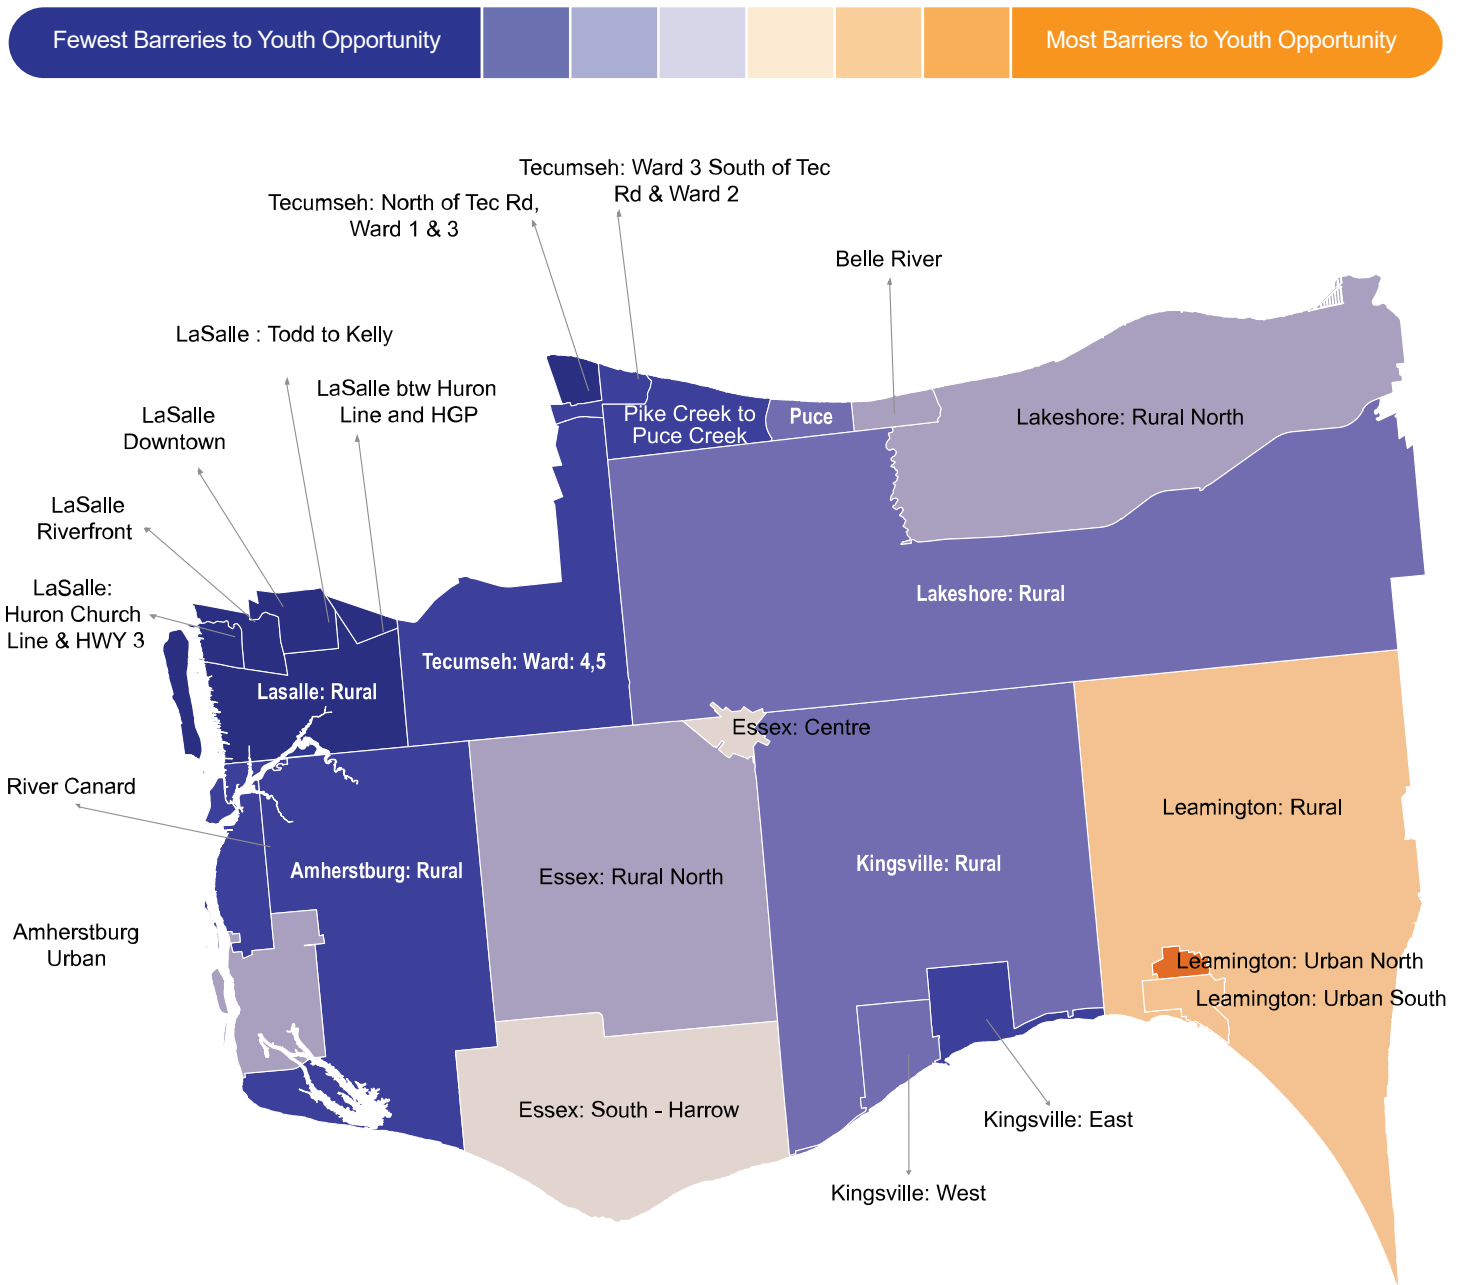 Fewest Barreries to Youth Opportunity
Most Barriers to Youth Opportunity
Tecumseh: Ward 3 South of Tec
Rd & Ward 2
Tecumseh: North of Tec Rd,
Ward 1 & 3
Belle River
LaSalle : Todd to Kelly
LaSalle btw Huron
Line and HGP
LaSalle
Downtown
Pike Creek to
Puce Creek
Puce
Lakeshore: Rural North
LaSalle
Riverfront
LaSalle:
Huron Church
Line & HWY 3
Lakeshore: Rural
Tecumseh: Ward: 4,5
Lasalle: Rural
Essex: Centre
River Canard
Leamington: Rural
Amherstburg: Rural
Essex: Rural North
Kingsville: Rural
Amherstburg
Urban
Leamington: Urban North
Leamington: Urban South
Essex: South - Harrow
Kingsville: East
Kingsville: West